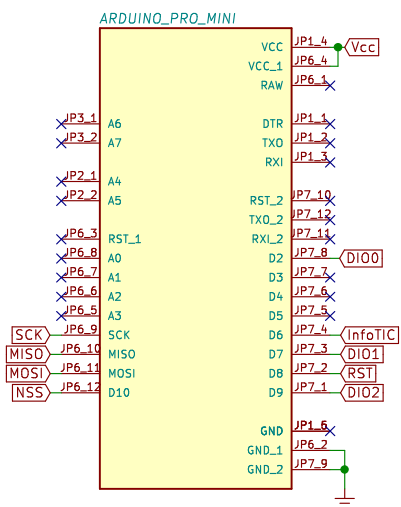 ARDUINO_PRO_MINI
VCC JP1_4 Vcc
VCC_1 JP6_4
RAW JP6_1
JP3_1 A6 DTR JP1_1
JP3_2 A7 TXO JP1_2
RXI JP1_3
JP2_1 A4
JP2_2 A5 RST_2 JP7_10
TXO_2 JP7_12
JP6_3 RST_1 RXI_2 JP7_11
JP6_8 A0 D2 JP7_8 DIO0
JP6_7 A1 D3 JP7_7
JP6_6 A2 D4 JP7_6
JP6_5 A3 D5 JP7_5
SCK JP6_9 SCK D6 JP7_4 InfoTIC
MISO JP6_10 MISO D7 JP7_3 DIO1
MOSI JP6_11 MOSI D8 JP7_2 RST
NSS JP6_12 D10 D9 JP7_1 DIO2
GND
GND_1 JP6_2
GND_2 JP7_9